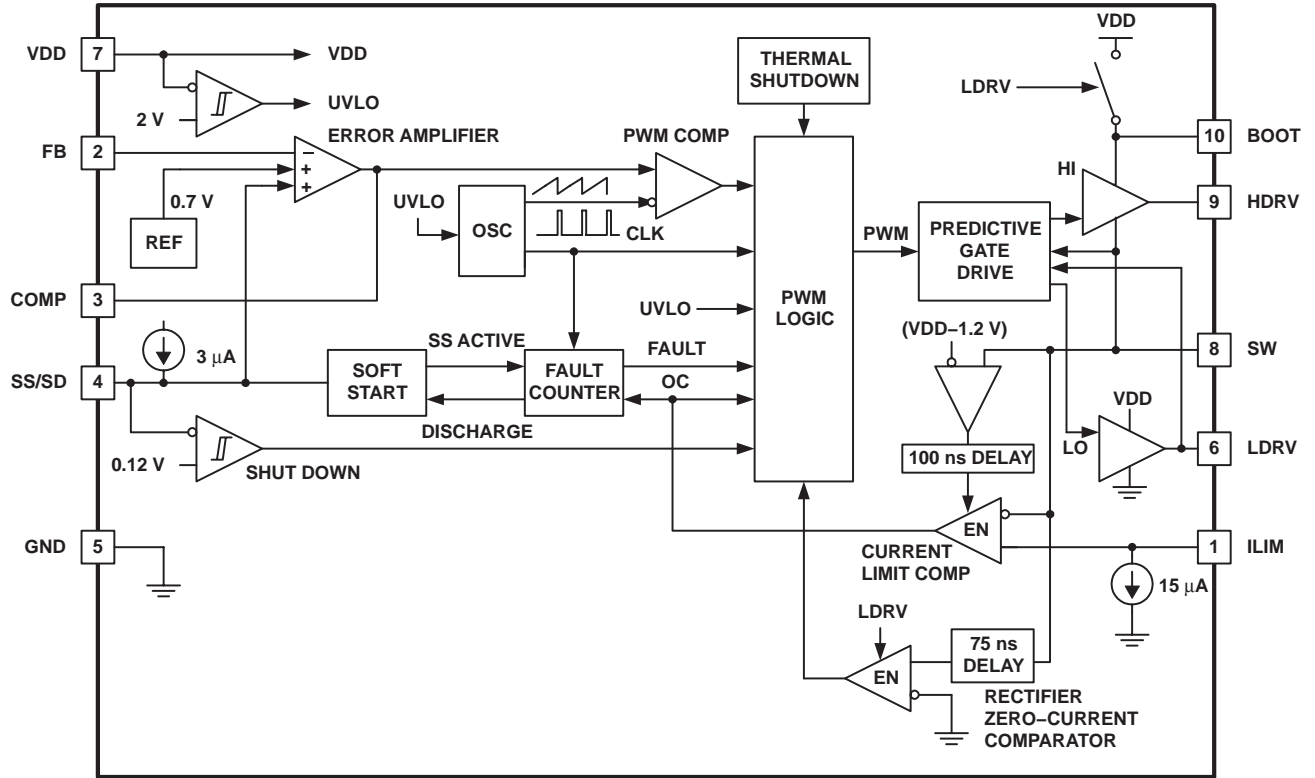 VDD
7
VDD
UVLO
2 V
FB
2
ERROR AMPLIFIER
−
+
+
0.7 V
REF
UVLO
OSC
CLK
PWM COMP
THERMAL
SHUTDOWN
VDD
LDRV
10
BOOT
HI
9
HDRV
PWM
PREDICTIVE
GATE
DRIVE
COMP
3
UVLO
PWM
LOGIC
3 μA
SS/SD
4
SS ACTIVE
SOFT
START
FAULT
COUNTER
FAULT
OC
DISCHARGE
0.12 V
SHUT DOWN
(VDD−1.2 V)
8
SW
VDD
LO
6
LDRV
100 ns DELAY
EN
CURRENT
LIMIT COMP
GND
5
1
ILIM
15 μA
LDRV
EN
75 ns
DELAY
RECTIFIER
ZERO−CURRENT
COMPARATOR